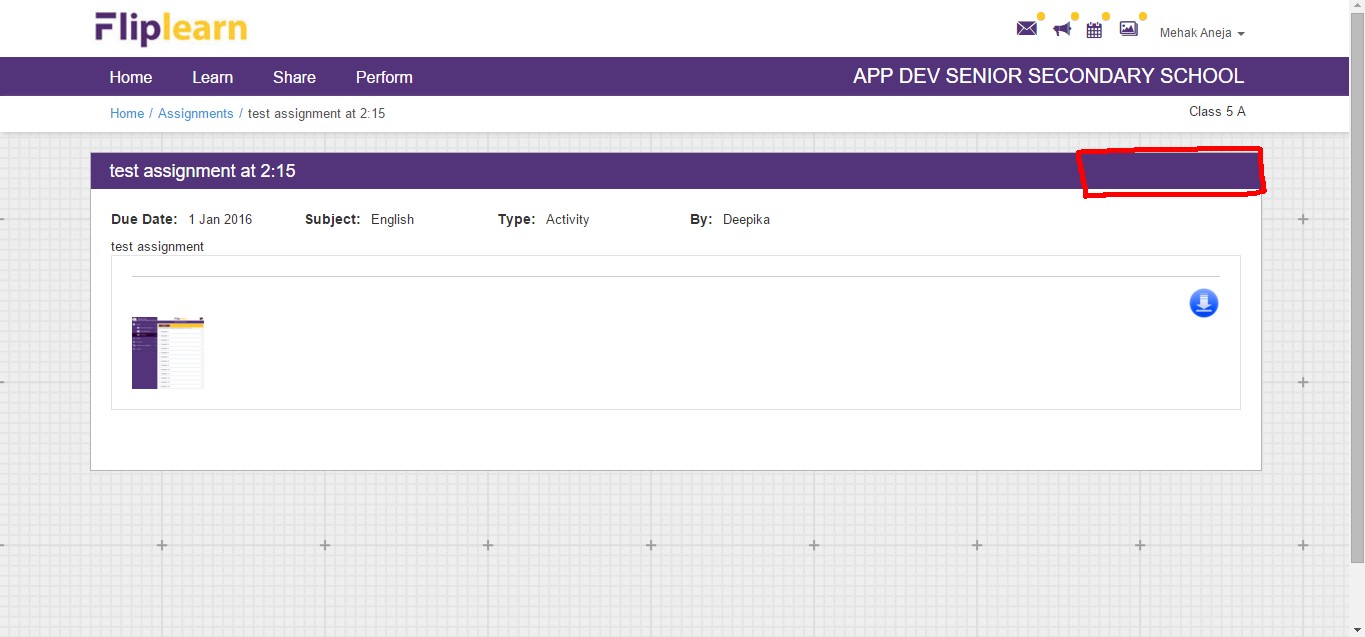 Fliplearn
Mehak Aneja
Home Learn Share Perform APP DEV SENIOR SECONDARY SCHOOL
Home / Assignments / test assignment at 2:15 Class 5 A
test assignment at 2:15
Due Date: 1 Jan 2016 Subject: English Type: Activity By: Deepika
test assignment